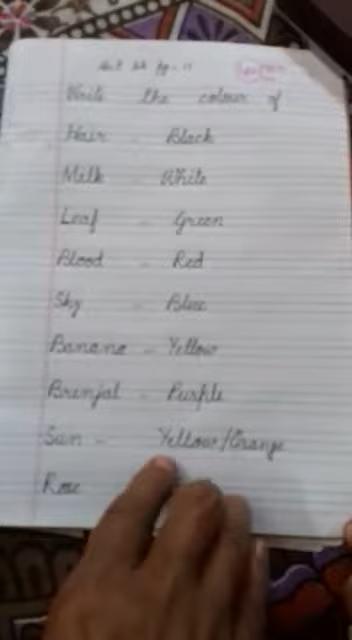 Write the colour of
Hair - Black
Milk - White
Leaf - Green
Blood - Red
Sky - Blue
Banana - Yellow
Brinjal - Purple
Sun - Yellow/Orange
Rose